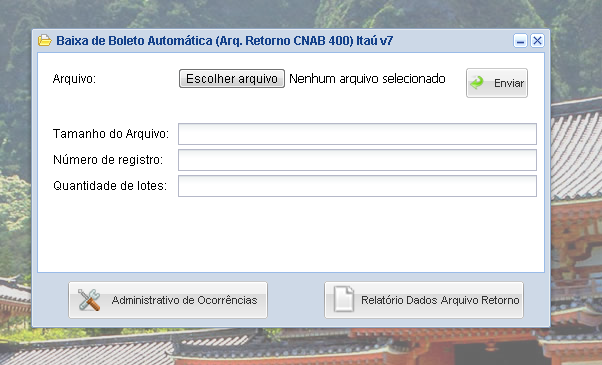 Baixa de Boleto Automática (Arq. Retorno CNAB 400) Itaú v7
Arquivo: Escolher arquivo Nenhum arquivo selecionado Enviar
Tamanho do Arquivo:
Número de registro:
Quantidade de lotes:
Administrativo de Ocorrências Relatório Dados Arquivo Retorno